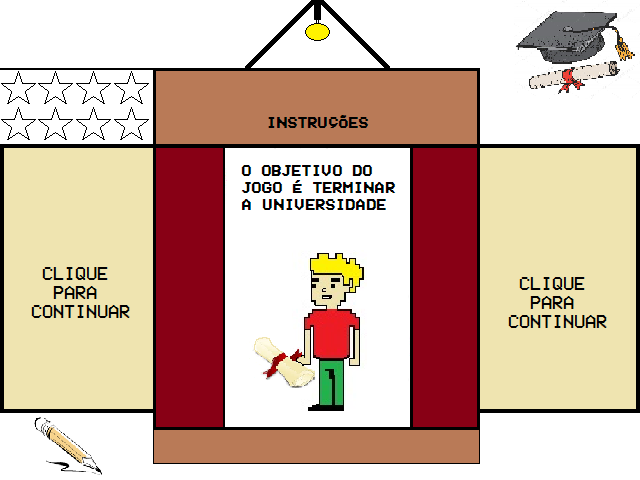 INSTRUÇÕES
O OBJETIVO DO
JOGO É TERMINAR
A UNIVERSIDADE
CLIQUE
PARA
CONTINUAR
CLIQUE
PARA
CONTINUAR